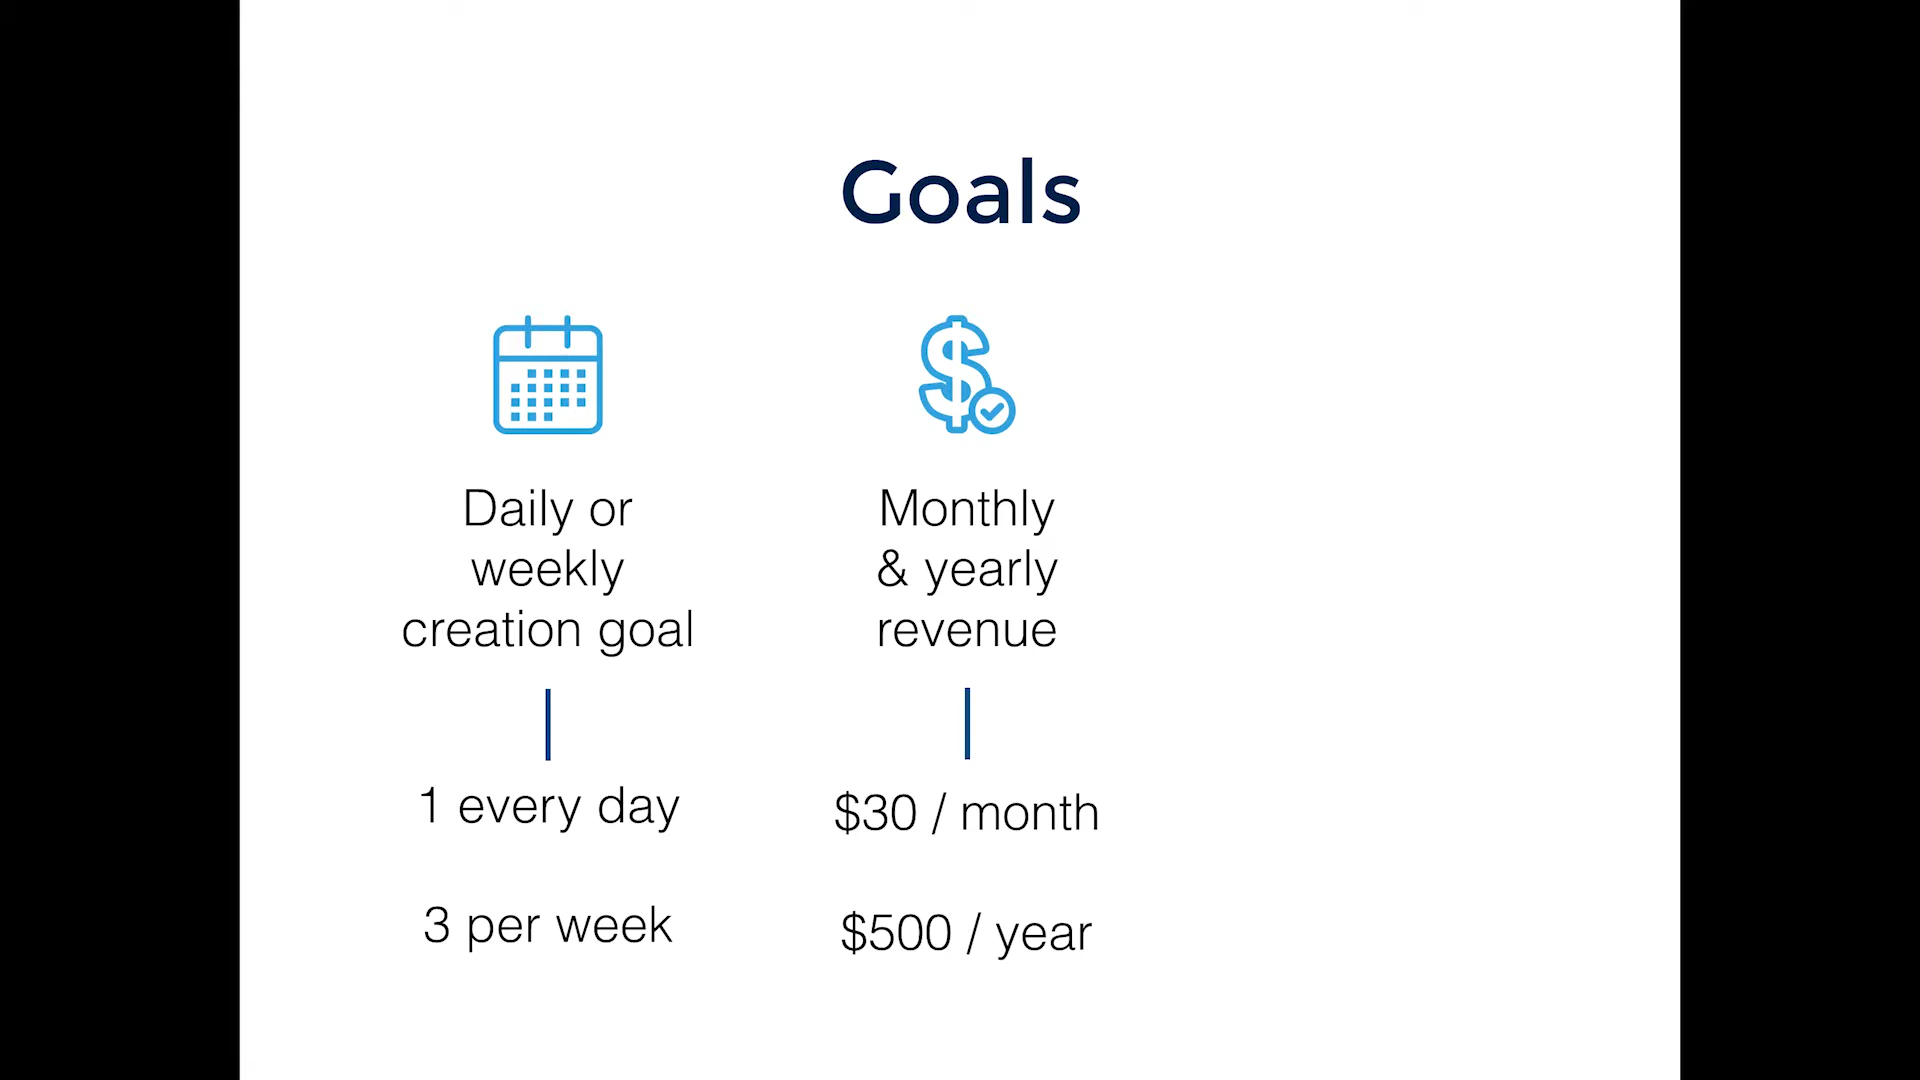 Goals
Daily or
weekly
creation goal
1 every day
3 per week
Monthly
& yearly
revenue
$30 / month
$500 / year